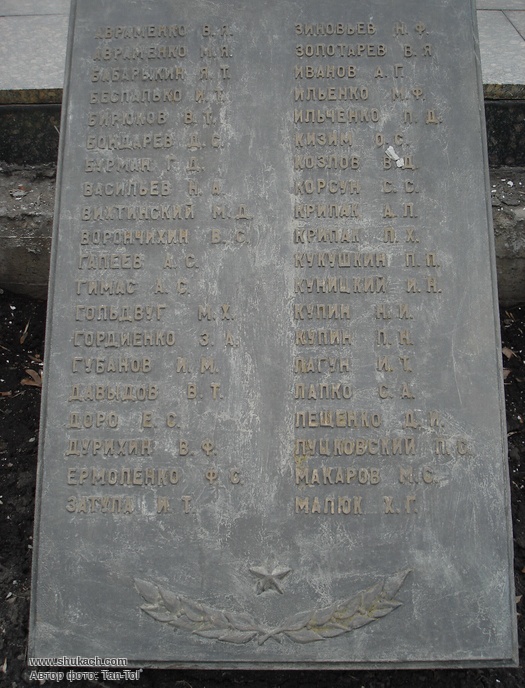 АВРАМЕНКО В.Я.
АВРАМЕНКО М.Я.
БАБАРЫКИН Я.Т.
БЕСПАЛЬКО И.Т.
БИРЮКОВ В.Т.
БОНДАРЕВ Д.С.
БУРМАН Г.Д.
ВАСИЛЬЕВ Н.А.
ВИХТИНСКИЙ М.Д.
ВОРОНЧИХИН В.С.
ГАПЕЕВ А.С.
ГИМАС А.С.
ГОЛЬДВУГ М.Х.
ГОРДИЕНКО З.А.
ГУБАНОВ И.М.
ДАВЫДОВ В.Т.
ДОРО Е.С.
ДУРИХИН В.Ф.
ЕРМОЛЕНКО Ф.С.
ЗАТУЛА И.Т.
ЗИНОВЬЕВ Н.Ф.
ЗОЛОТАРЕВ В.Я
ИВАНОВ А.Г.
ИЛЬЕНКО М.Ф.
ИЛЬЧЕНКО П.Д.
КИЗИМ О.С.
КОЗЛОВ В.Д.
КОРСУН С.С.
КРИПАК А.П.
КРИПАК П.Х.
КУКУШКИН П.П.
КУНИЦКИЙ И.Н.
КУПИН Н.И.
КУПИН П.Н.
ЛАГУН И.Т.
ЛАПКО С.А.
ЛЕЩЕНКО Д.И.
ЛУЦКОВСКИЙ П.С.
МАКАРОВ М.С.
МАЛЮК К.Г.
www.shukach.com
Автор фото: Tan-Tol'